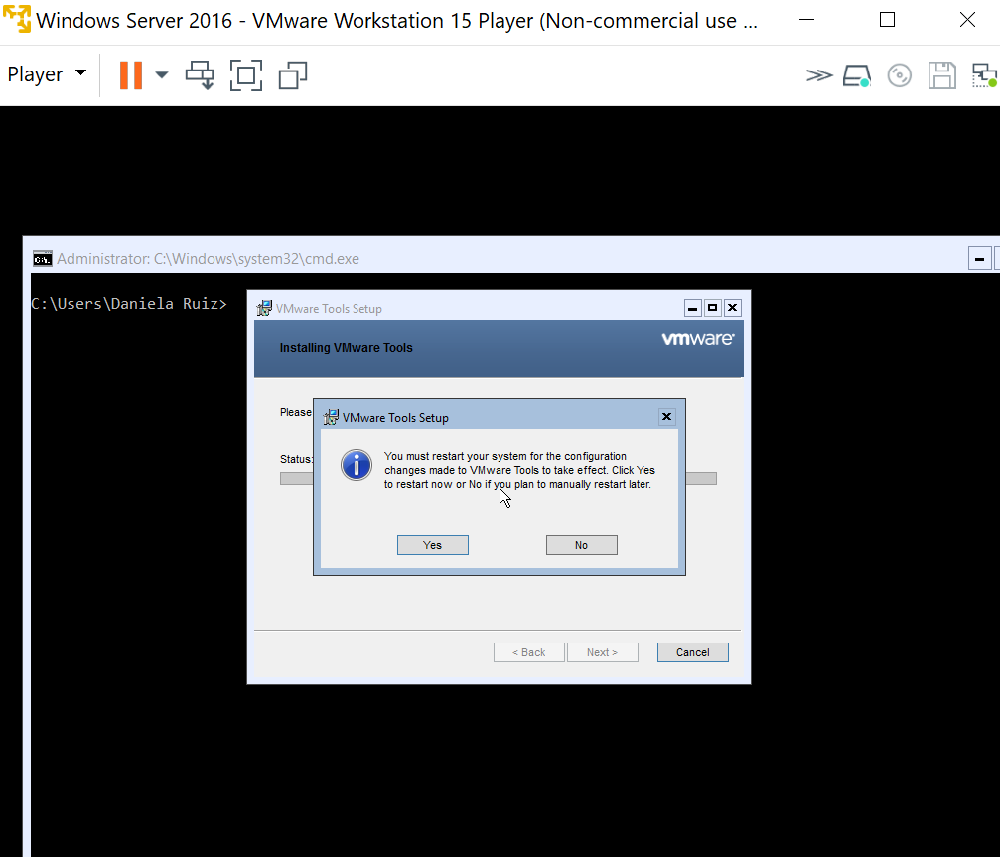 Windows Server 2016 - VMware Workstation 15 Player (Non-commercial use ...
Player
Administrator: C:\Windows\system32\cmd.exe
C:\Users\Daniela Ruiz>
VMware Tools Setup
Installing VMware Tools
vmware
Please
VMware Tools Setup
Status:
You must restart your system for the configuration
changes made to VMware Tools to take effect. Click Yes
to restart now or No if you plan to manually restart later.
Yes
No
< Back
Next >
Cancel